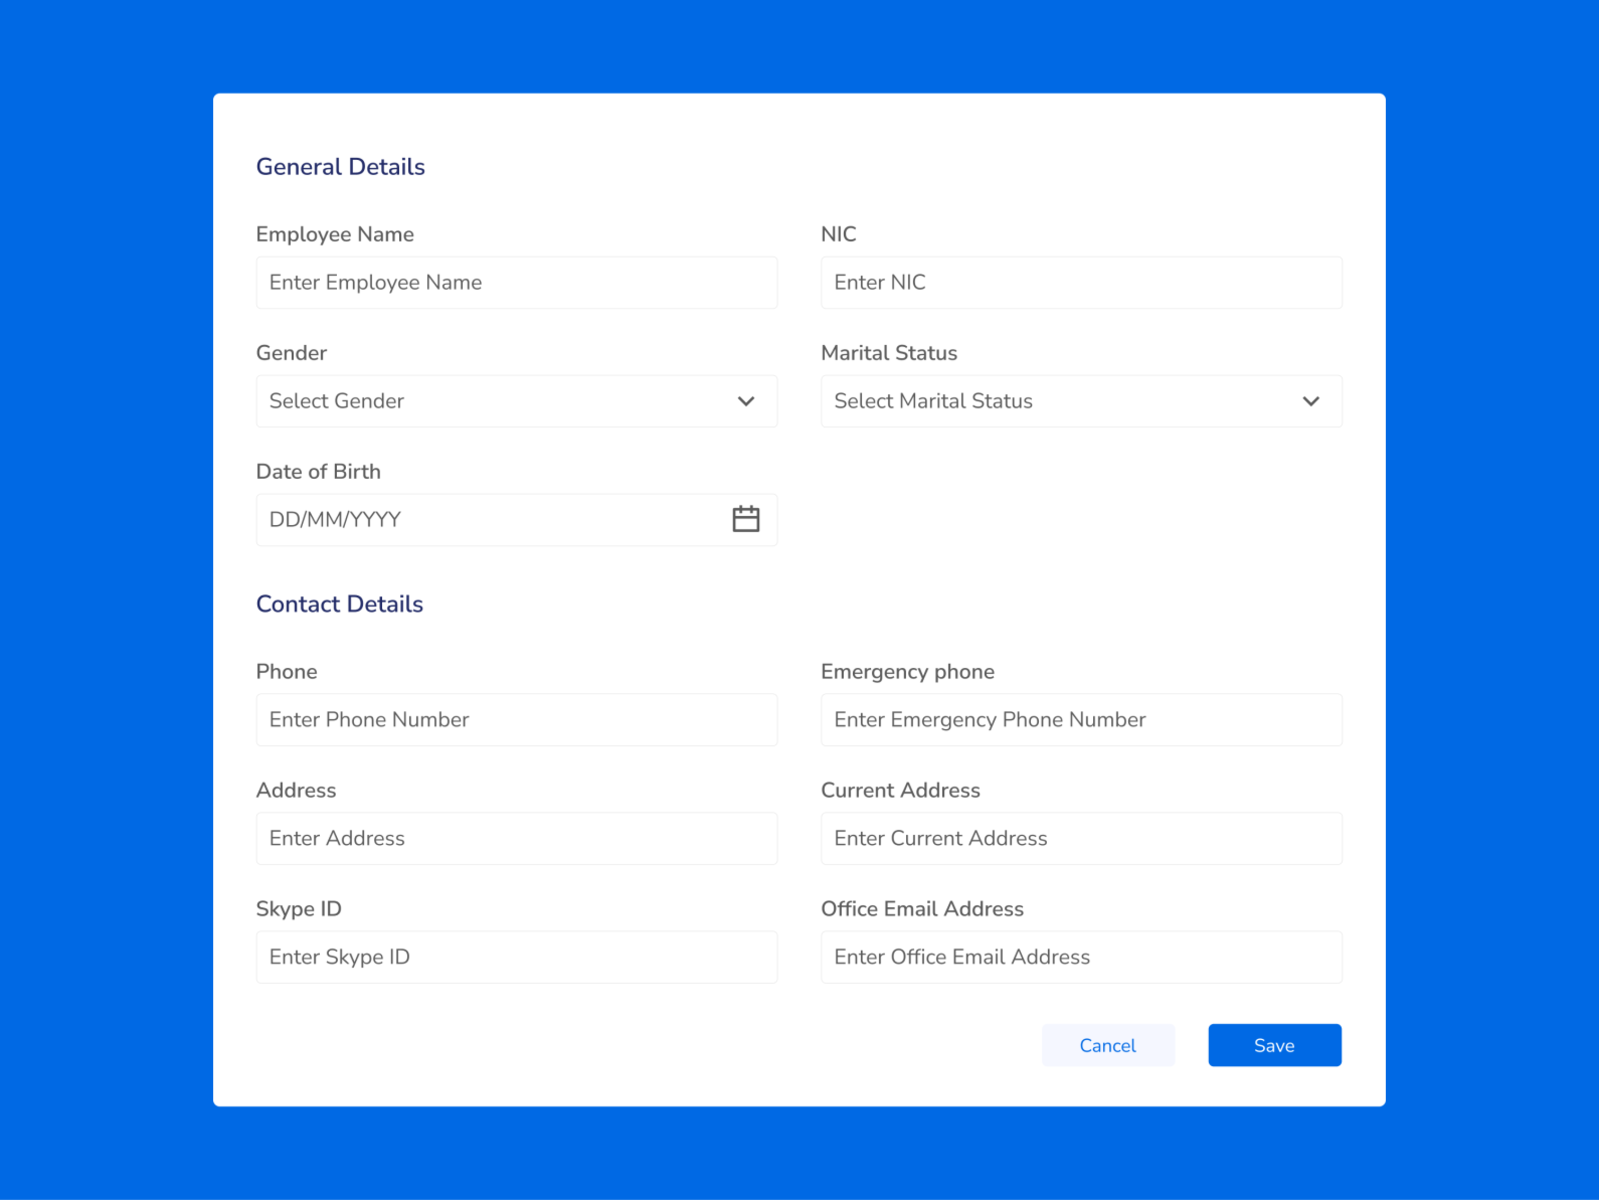 General Details
Employee Name
NIC
Enter Employee Name
Enter NIC
Gender
Marital Status
Select Gender
Select Marital Status
Date of Birth
DD/MM/YYYY
Contact Details
Phone
Emergency phone
Enter Phone Number
Enter Emergency Phone Number
Address
Current Address
Enter Address
Enter Current Address
Skype ID
Office Email Address
Enter Skype ID
Enter Office Email Address
Cancel
Save